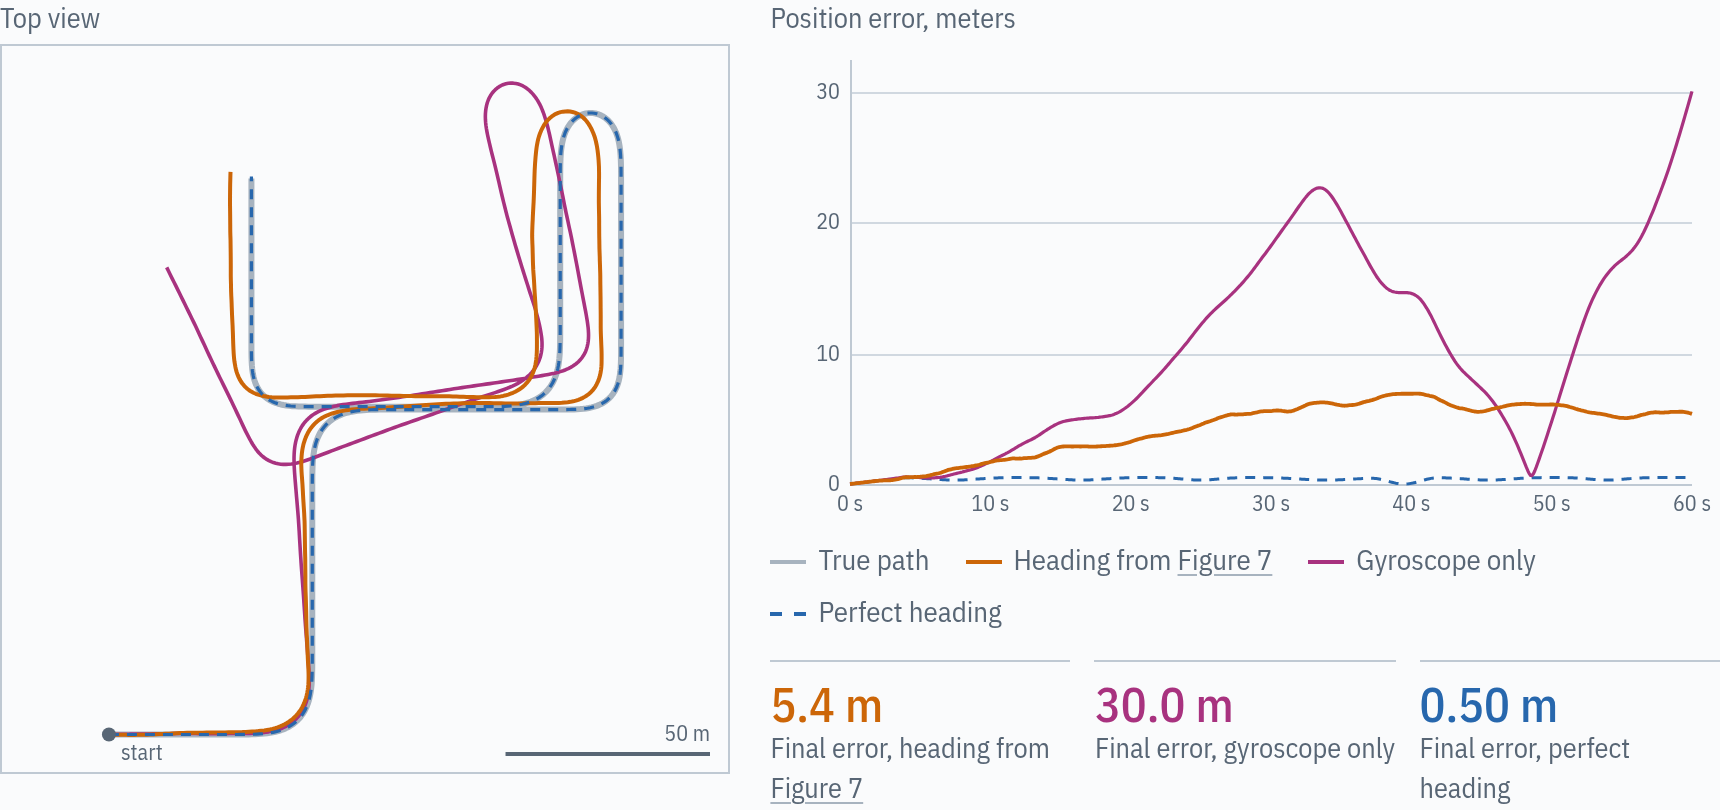 Top view
start
50 m
Position error, meters
30
20
10
0
0 s 10 s 20 s 30 s 40 s 50 s 60 s
True path Heading from Figure 7 Gyroscope only
Perfect heading
5.4 m
Final error, heading from
Figure 7
30.0 m
Final error, gyroscope only
0.50 m
Final error, perfect
heading